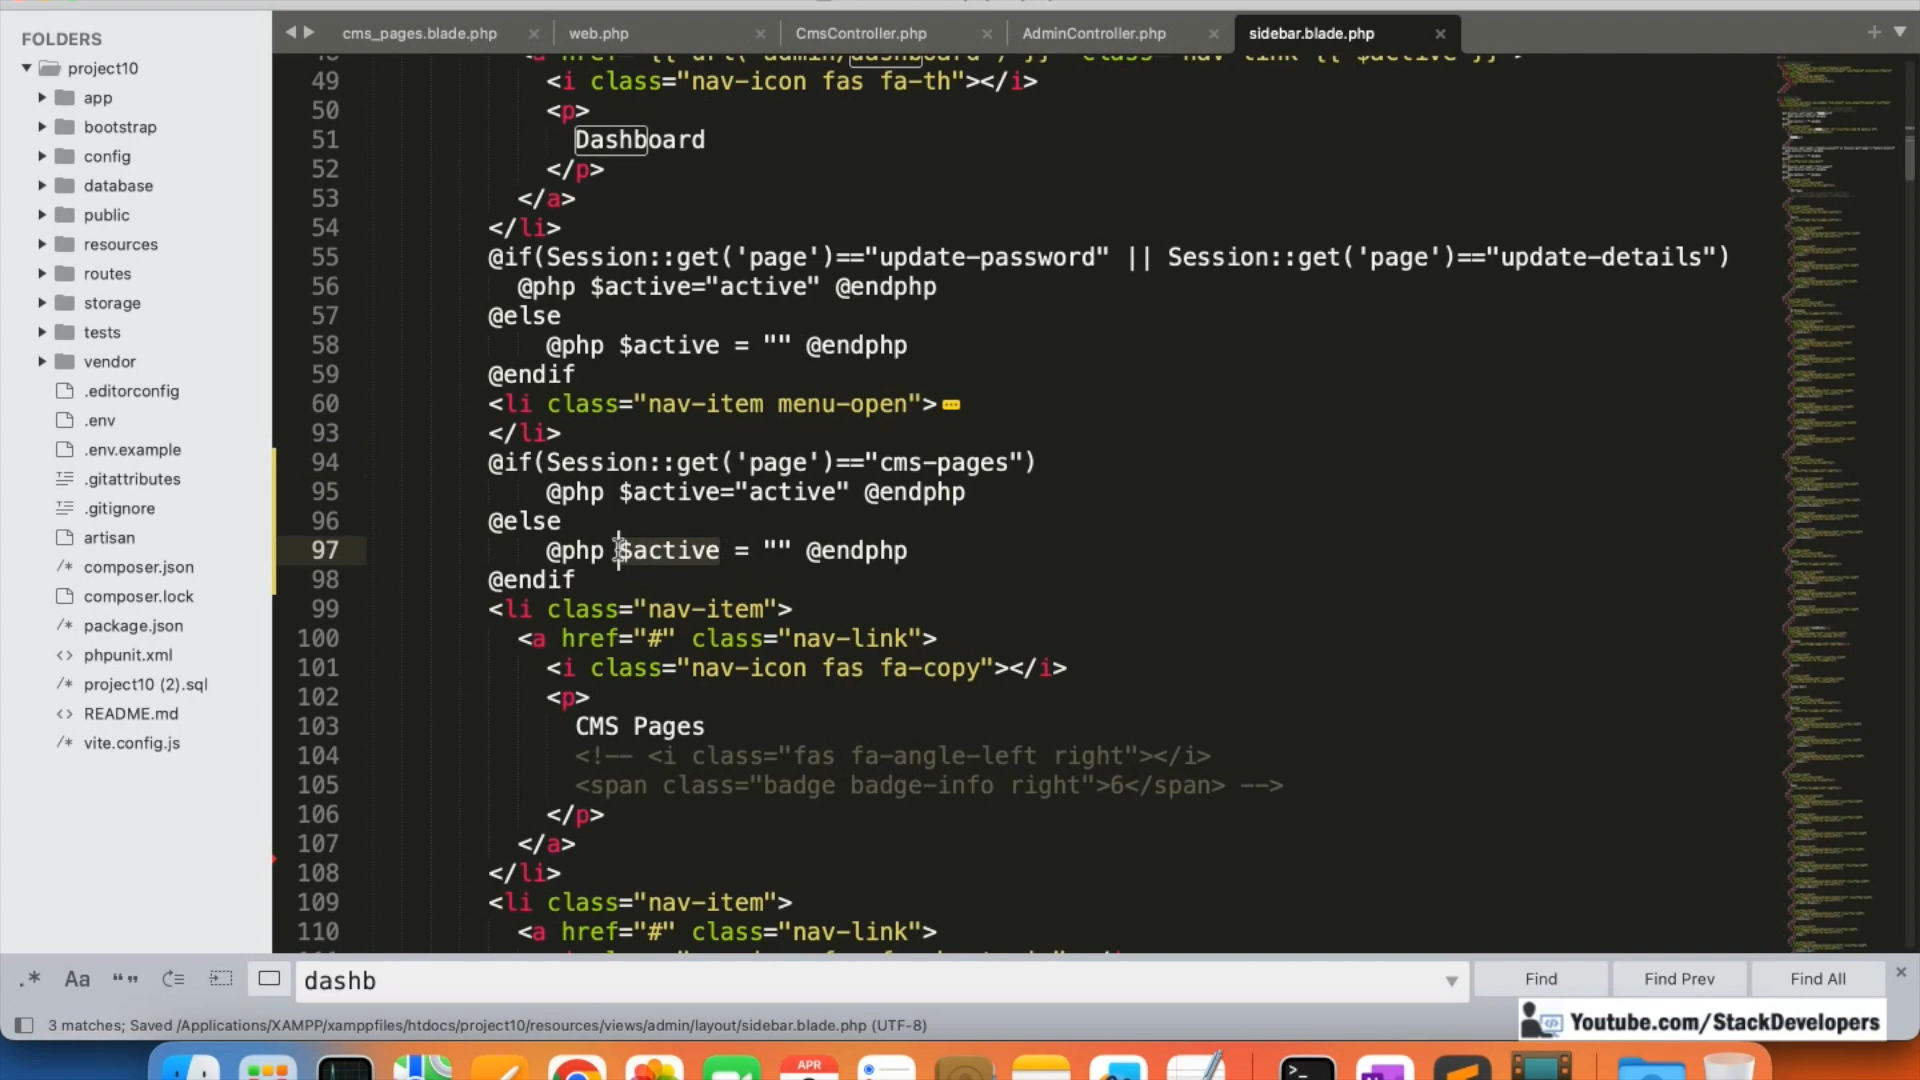 FOLDERS
project10
app
bootstrap
config
database
public
resources
routes
storage
tests
vendor
.editorconfig
.env
.env.example
.gitattributes
.gitignore
artisan
composer.json
composer.lock
package.json
phpunit.xml
project10 (2).sql
README.md
vite.config.js
cms_pages.blade.php
web.php
CmsController.php
AdminController.php
sidebar.blade.php
49 <i class="nav-icon fas fa-th"></i>
50 <p>
51 Dashboard
52 </p>
53 </a>
54 </li>
55 @if(Session::get('page')=="update-password" || Session::get('page')=="update-details")
56 @php $active="active" @endphp
57 @else
58 @php $active = "" @endphp
59 @endif
60 <li class="nav-item menu-open">
93 </li>
94 @if(Session::get('page')=="cms-pages")
95 @php $active="active" @endphp
96 @else
97 @php $active = "" @endphp
98 @endif
99 <li class="nav-item">
100 <a href="#" class="nav-link">
101 <i class="nav-icon fas fa-copy"></i>
102 <p>
103 CMS Pages
104 <!-- <i class="fas fa-angle-left right"></i>
105 <span class="badge badge-info right">6</span> -->
106 </p>
107 </a>
108 </li>
109 <li class="nav-item">
110 <a href="#" class="nav-link">
.* Aa “ ”
dashb
Find
Find Prev
Find All
3 matches; Saved /Applications/XAMPP/xamppfiles/htdocs/project10/resources/views/admin/layout/sidebar.blade.php (UTF-8)
Youtube.com/StackDevelopers
APR